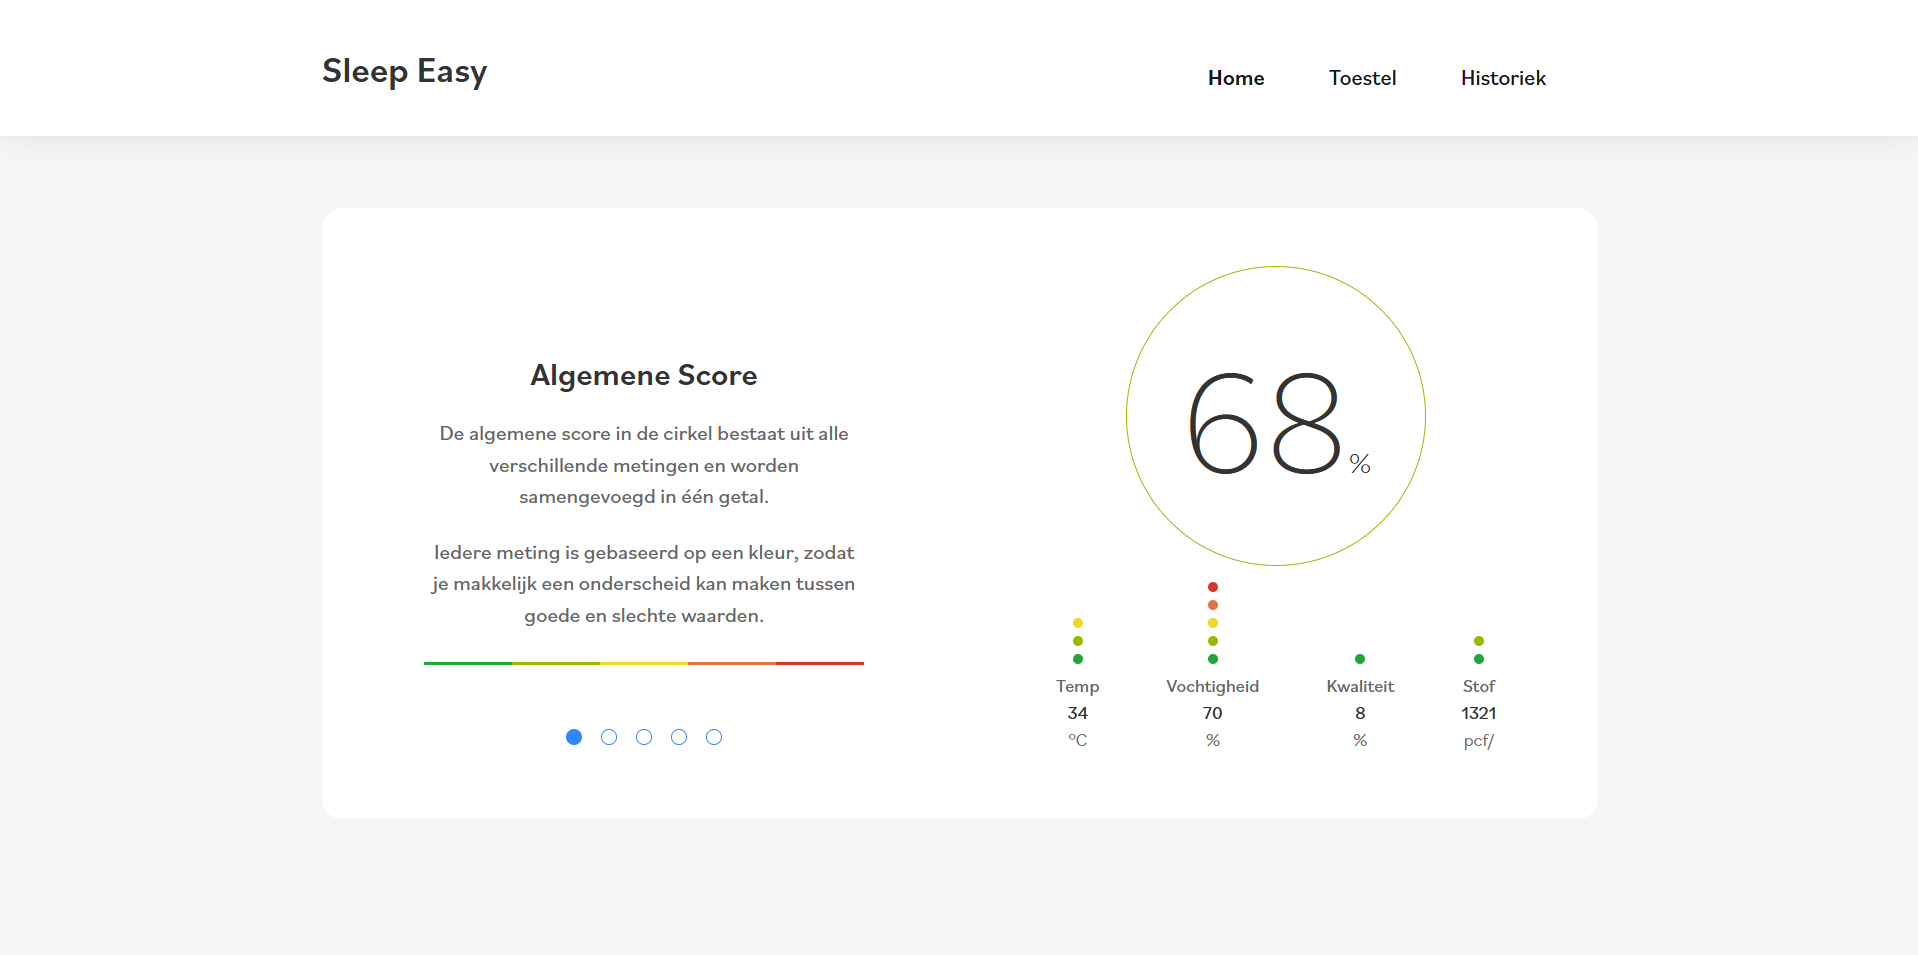 Sleep Easy
Home
Toestel
Historiek
Algemene Score
De algemene score in de cirkel bestaat uit alle
verschillende metingen en worden
samengevoegd in één getal.
Iedere meting is gebaseerd op een kleur, zodat
je makkelijk een onderscheid kan maken tussen
goede en slechte waarden.
68%
Temp
34
°C
Vochtigheid
70
%
Kwaliteit
8
%
Stof
1321
pcf/